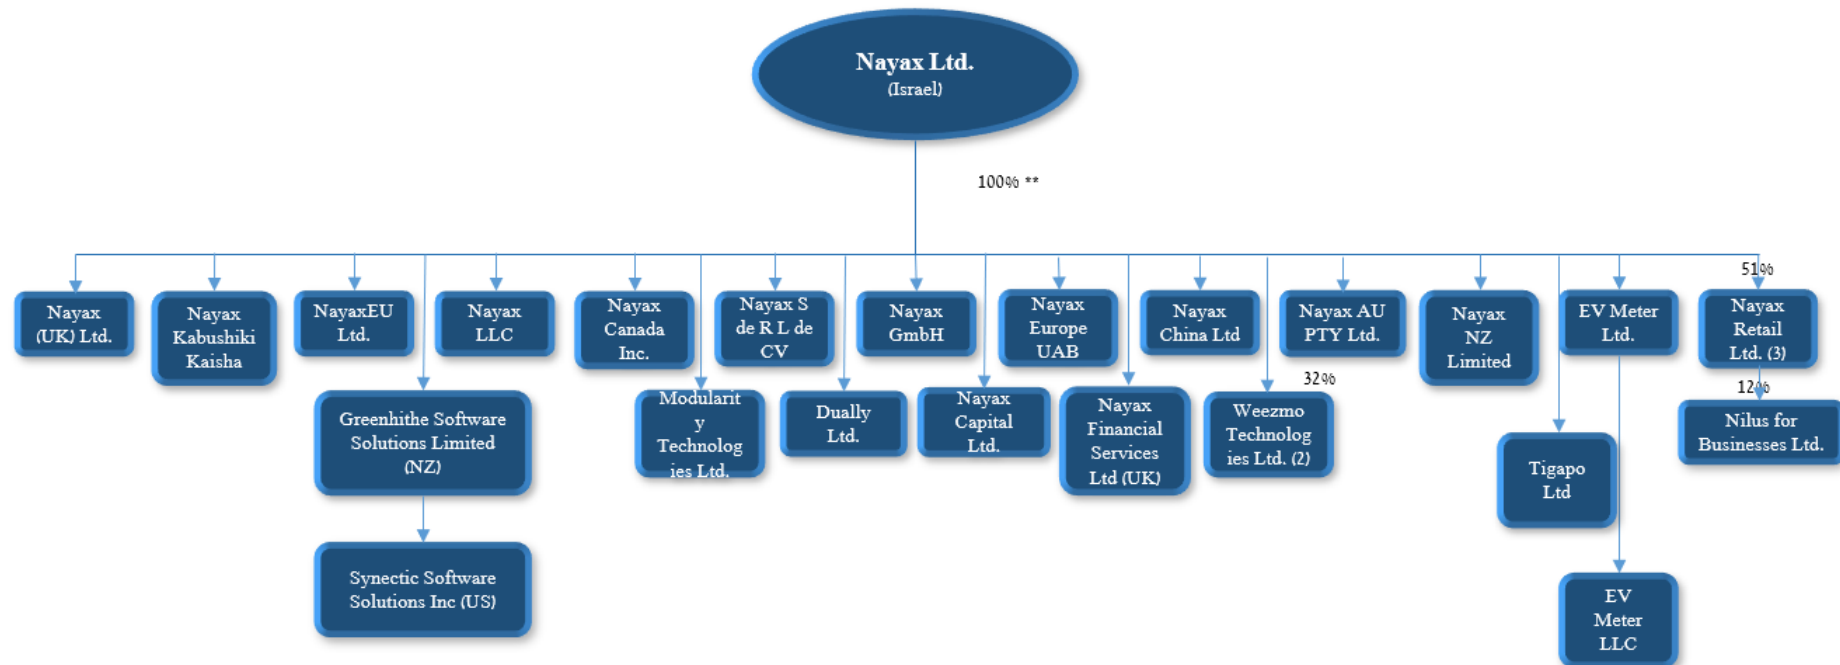 Nayax Ltd.
(Israel)
100% **
51%
Nayax
(UK) Ltd.
Nayax
Kabushiki
Kaisha
NayaxEU
Ltd.
Nayax
LLC
Nayax
Canada
Inc.
Nayax S
de R L de
CV
Nayax
GmbH
Nayax
Europe
UAB
Nayax
China Ltd
Nayax AU
PTY Ltd.
Nayax
NZ
Limited
EV Meter
Ltd.
Nayax
Retail
Ltd. (3)
32%
12%
Greenhithe Software
Solutions Limited
(NZ)
Modularit
y
Technolog
ies Ltd.
Dually
Ltd.
Nayax
Capital
Ltd.
Nayax
Financial
Services
Ltd (UK)
Weezmo
Technolog
ies Ltd. (2)
Tigapo
Ltd
Nilus for
Businesses Ltd.
Synectic Software
Solutions Inc (US)
EV
Meter
LLC